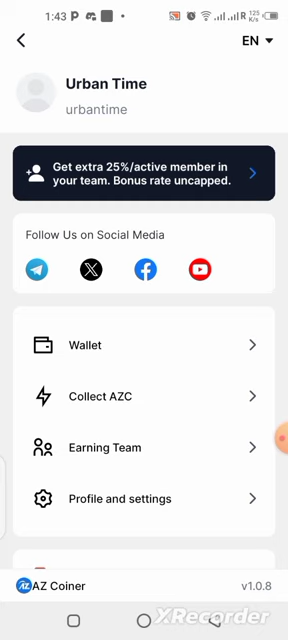 1:43
R
125
K/s
EN
Urban Time
urbantime
Get extra 25%/active member in
your team. Bonus rate uncapped.
Follow Us on Social Media
Wallet
Collect AZC
Earning Team
Profile and settings
AZ Coiner
v1.0.8
XRecorder